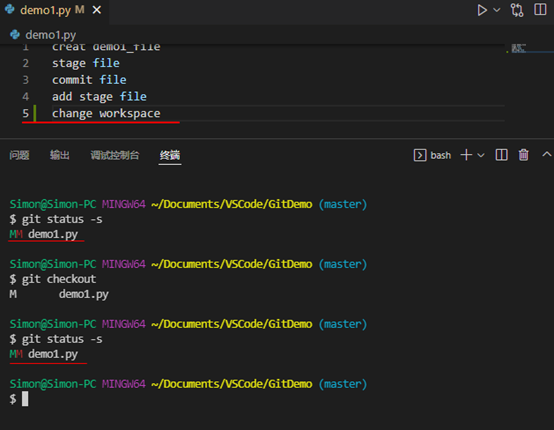 demo1.py M
demo1.py
1 creat demo1_file
2 stage file
3 commit file
4 add stage file
5 change workspace
问题 输出 调试控制台 终端 bash
Simon@Simon-PC MINGW64 ~/Documents/VSCode/GitDemo (master)
$ git status -s
MM demo1.py
Simon@Simon-PC MINGW64 ~/Documents/VSCode/GitDemo (master)
$ git checkout
M demo1.py
Simon@Simon-PC MINGW64 ~/Documents/VSCode/GitDemo (master)
$ git status -s
MM demo1.py
Simon@Simon-PC MINGW64 ~/Documents/VSCode/GitDemo (master)
$